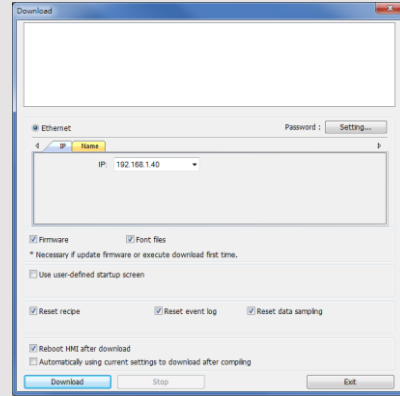 Download
Ethernet
Password : Setting...
IP Name
IP: 192.168.1.40
Firmware Font files
* Necessary if update firmware or execute download first time.
Use user-defined startup screen
Reset recipe Reset event log Reset data sampling
Reboot HMI after download
Automatically using current settings to download after compiling
Download Stop Exit